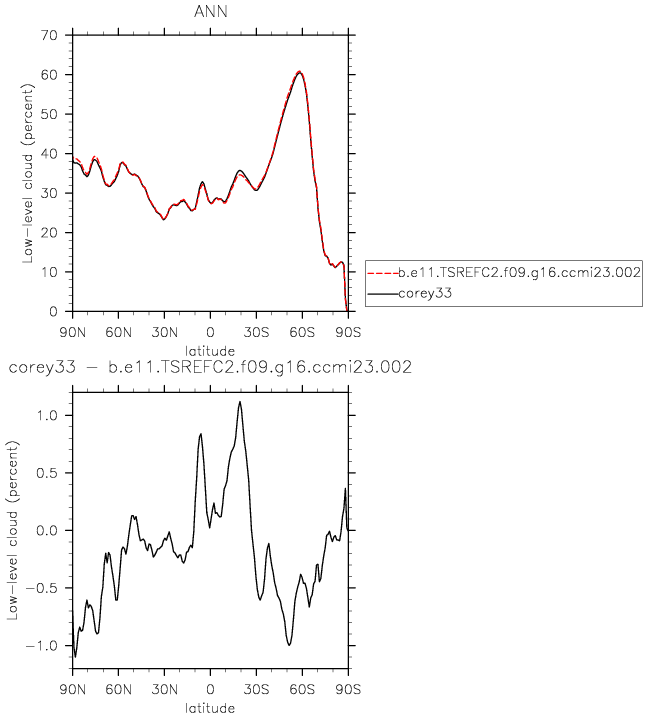 ANN
70
60
50
40
30
20
10
0
Low-level cloud (percent)
90N 60N 30N 0 30S 60S 90S
latitude
b.e11.TSREFC2.f09.g16.ccmi23.002
corey33
corey33 - b.e11.TSREFC2.f09.g16.ccmi23.002
1.0
0.5
0.0
-0.5
-1.0
Low-level cloud (percent)
90N 60N 30N 0 30S 60S 90S
latitude